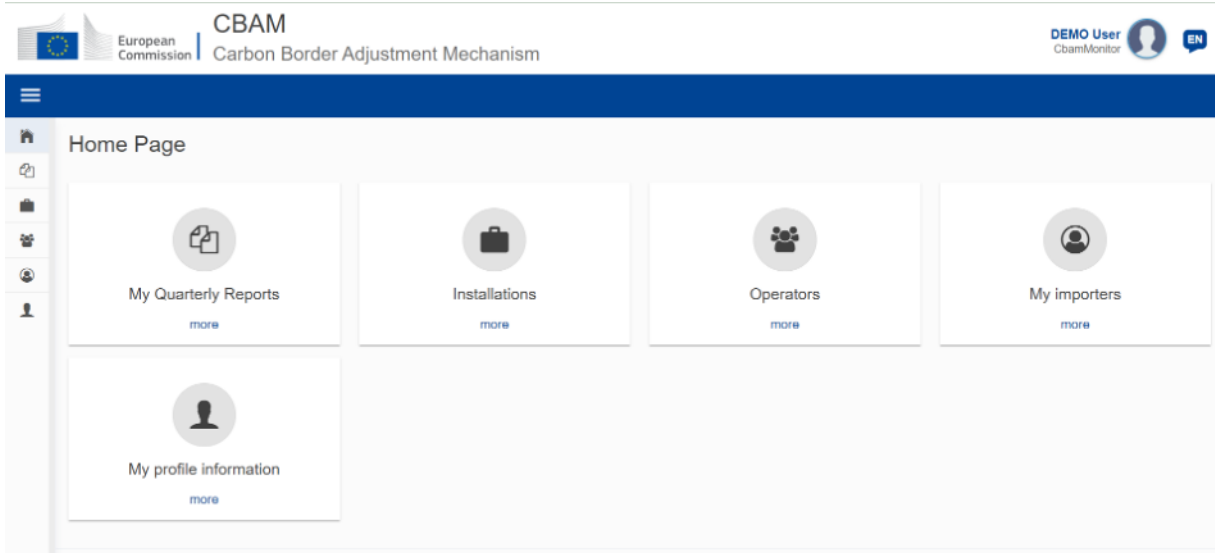 European
Commission
CBAM
Carbon Border Adjustment Mechanism
DEMO User
CbamMonitor
EN
Home Page
My Quarterly Reports
more
Installations
more
Operators
more
My importers
more
My profile information
more